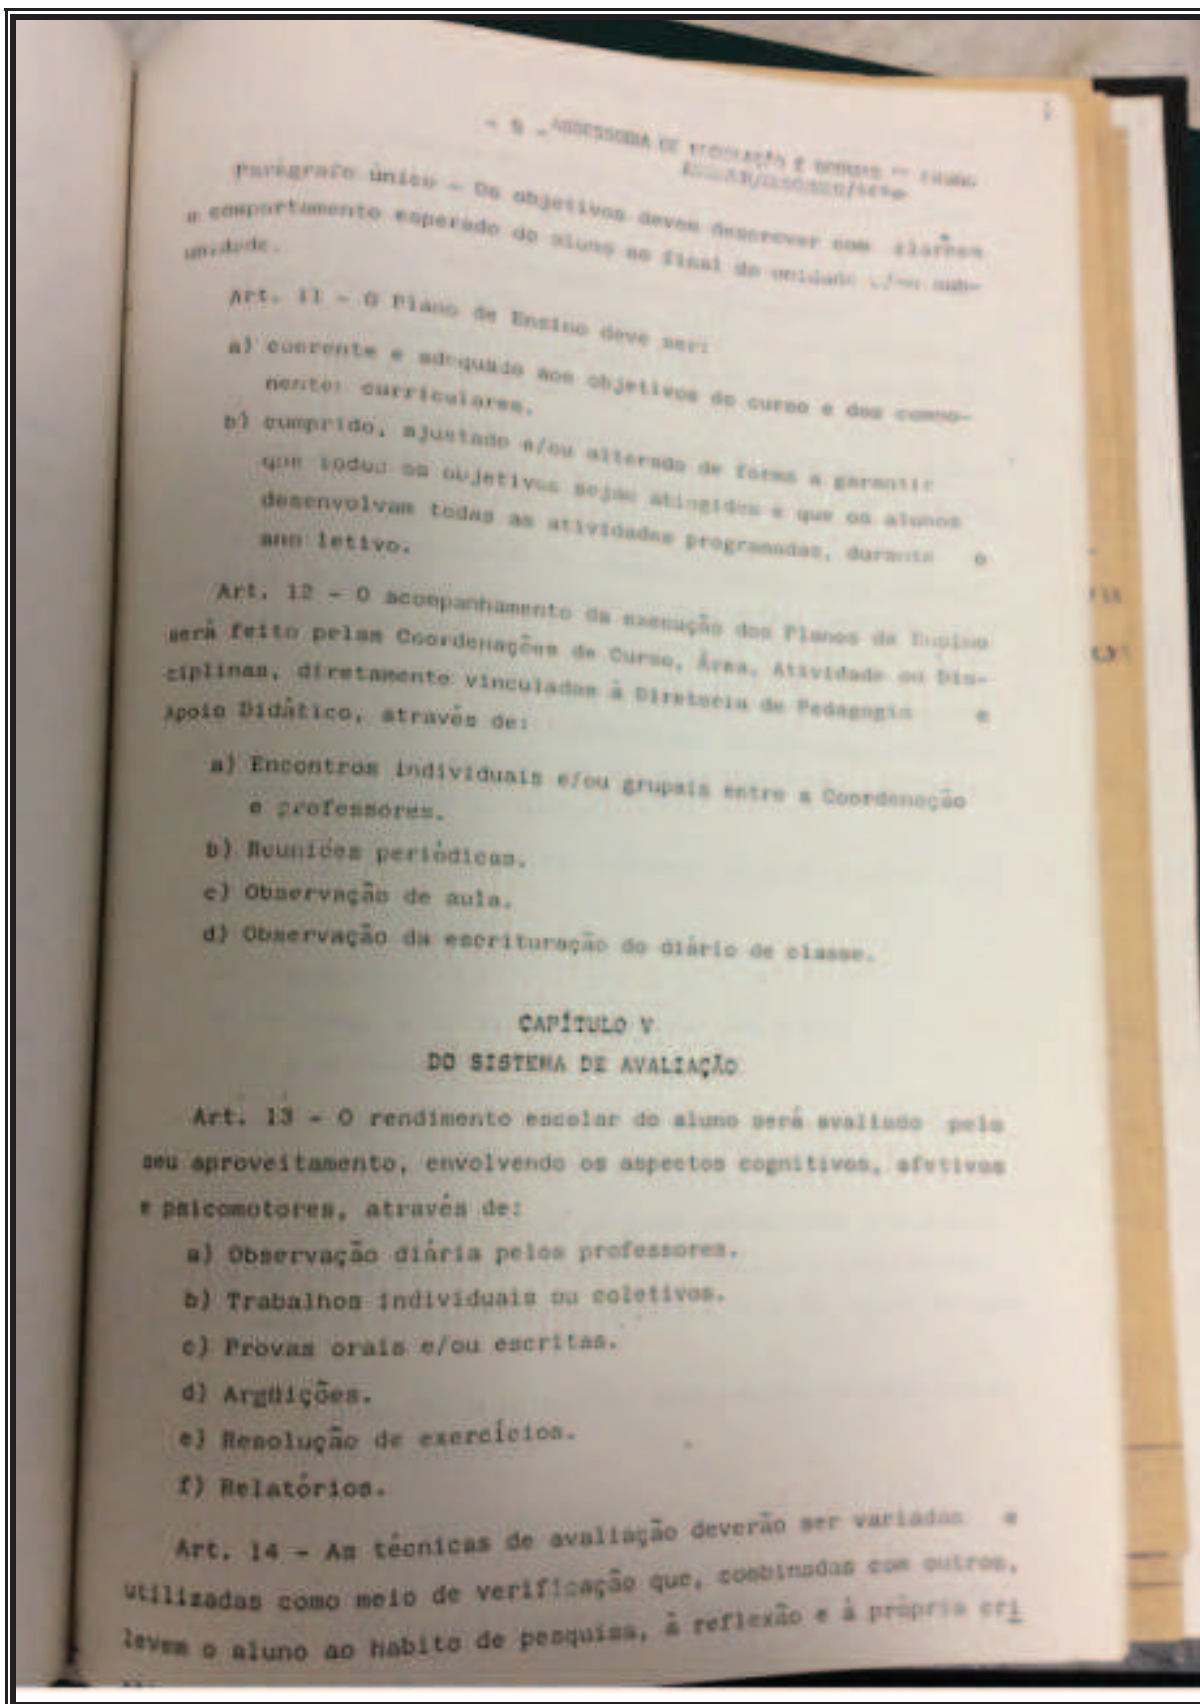 - 9 - ASSESSORIA DE E NORMAS DE ENSINO
parágrafo único - Os objetivos devem descrever com clareza
o comportamento esperado do aluno ao final da unidade e/ou sub-
unidade.
Art. 11 - O Plano de Ensino deve ser:
a) coerente e adequado aos objetivos do curso e dos compo-
nentes curriculares.
b) cumprido, ajustado e/ou alterado de forma a garantir
que todos os objetivos sejam atingidos e que os alunos
desenvolvam todas as atividades programadas, durante o
ano letivo.
Art. 12 - O acompanhamento da execução dos Planos de Ensino
será feito pelas Coordenações de Curso, Área, Atividade ou Dis-
ciplinas, diretamente vinculadas à Diretoria de Pedagogia e
Apoio Didático, através de:
a) Encontros individuais e/ou grupais entre a Coordenação
e professores.
b) Reuniões periódicas.
c) Observação de aula.
d) Observação da escrituração do diário de classe.
CAPÍTULO V
DO SISTEMA DE AVALIAÇÃO
Art. 13 - O rendimento escolar do aluno será avaliado pelo
seu aproveitamento, envolvendo os aspectos cognitivos, afetivos
e psicomotores, através de:
a) Observação diária pelos professores.
b) Trabalhos individuais ou coletivos.
c) Provas orais e/ou escritas.
d) Argüições.
e) Resolução de exercícios.
f) Relatórios.
Art. 14 - As técnicas de avaliação deverão ser variadas e
utilizadas como meio de verificação que, combinadas com outros,
levem o aluno ao hábito de pesquisa, à reflexão e à própria cri